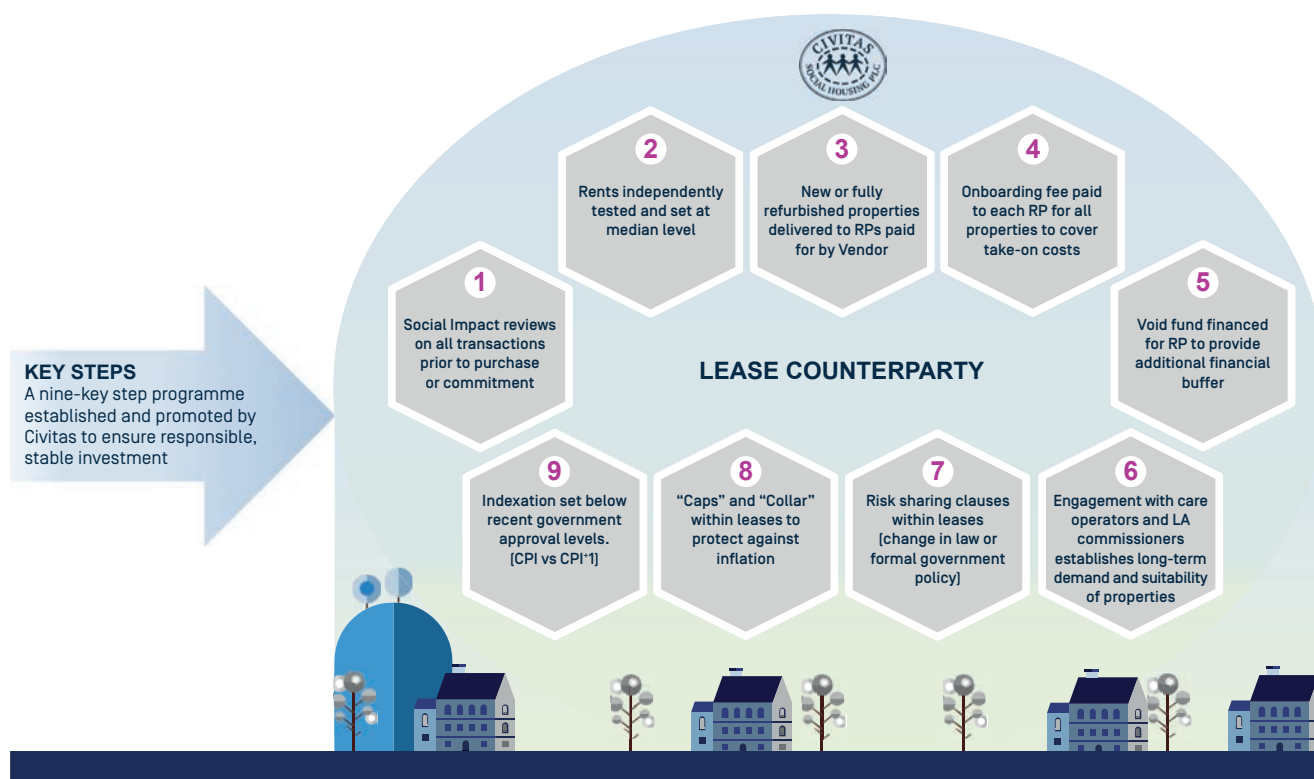 CIVITAS
SOCIAL HOUSING PLC
KEY STEPS
A nine-key step programme
established and promoted by
Civitas to ensure responsible,
stable investment
LEASE COUNTERPARTY
1
Social Impact reviews
on all transactions
prior to purchase
or commitment
2
Rents independently
tested and set at
median level
3
New or fully
refurbished properties
delivered to RPs paid
for by Vendor
4
Onboarding fee paid
to each RP for all
properties to cover
take-on costs
5
Void fund financed
for RP to provide
additional financial
buffer
6
Engagement with care
operators and LA
commissioners
establishes long-term
demand and suitability
of properties
7
Risk sharing clauses
within leases
(change in law or
formal government
policy)
8
“Caps” and “Collar”
within leases to
protect against
inflation
9
Indexation set below
recent government
approval levels.
(CPI vs CPI⁺1)